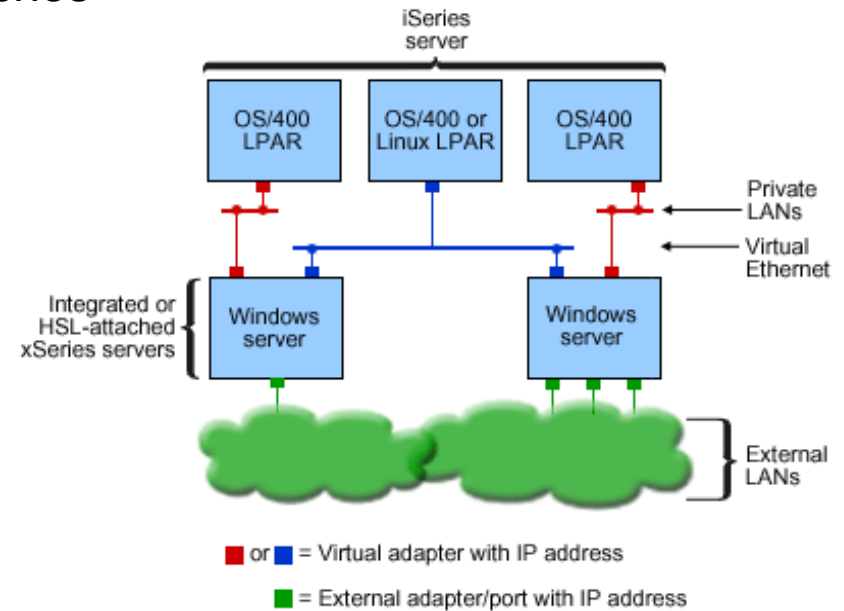 iSeries
server
OS/400
LPAR
OS/400 or
Linux LPAR
OS/400
LPAR
Private
LANs
Virtual
Ethernet
Integrated or
HSL-attached
xSeries servers
Windows
server
Windows
server
External
LANs
or = Virtual adapter with IP address
= External adapter/port with IP address